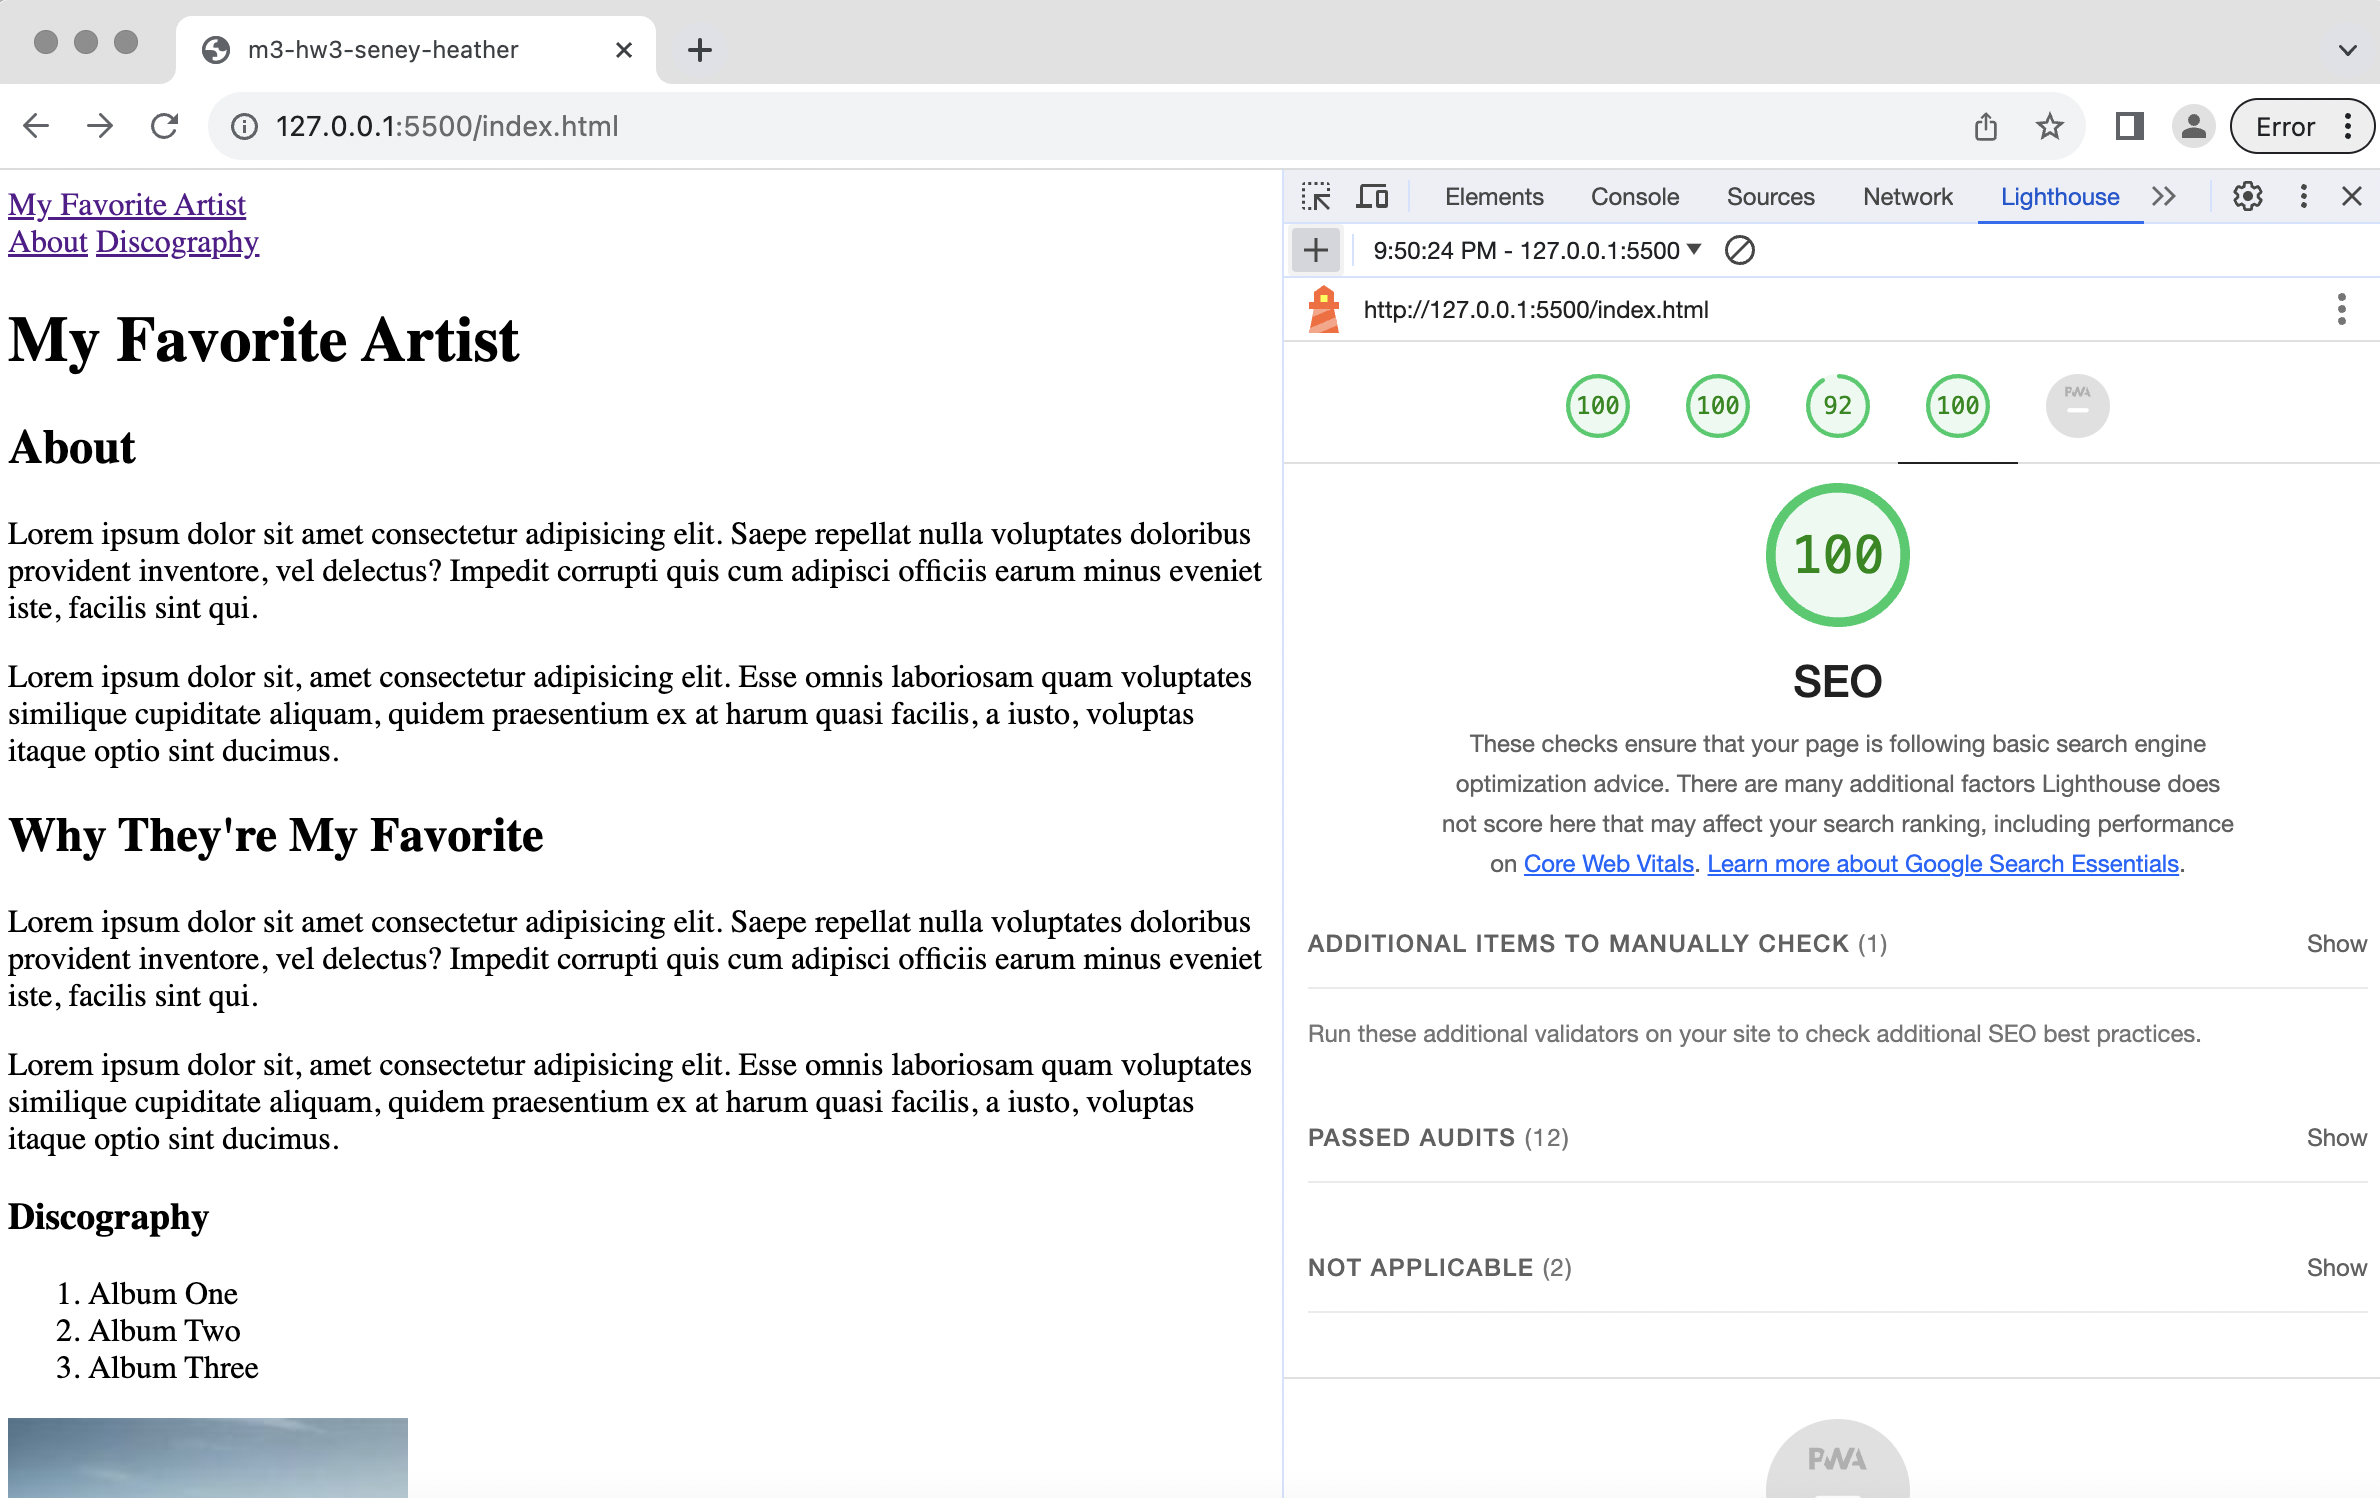 m3-hw3-seney-heather
127.0.0.1:5500/index.html
Error
My Favorite Artist
About Discography
My Favorite Artist
About
Lorem ipsum dolor sit amet consectetur adipisicing elit. Saepe repellat nulla voluptates doloribus
provident inventore, vel delectus? Impedit corrupti quis cum adipisci officiis earum minus eveniet
iste, facilis sint qui.
Lorem ipsum dolor sit, amet consectetur adipisicing elit. Esse omnis laboriosam quam voluptates
similique cupiditate aliquam, quidem praesentium ex at harum quasi facilis, a iusto, voluptas
itaque optio sint ducimus.
Why They're My Favorite
Lorem ipsum dolor sit amet consectetur adipisicing elit. Saepe repellat nulla voluptates doloribus
provident inventore, vel delectus? Impedit corrupti quis cum adipisci officiis earum minus eveniet
iste, facilis sint qui.
Lorem ipsum dolor sit, amet consectetur adipisicing elit. Esse omnis laboriosam quam voluptates
similique cupiditate aliquam, quidem praesentium ex at harum quasi facilis, a iusto, voluptas
itaque optio sint ducimus.
Discography
1. Album One
2. Album Two
3. Album Three
Elements Console Sources Network Lighthouse
9:50:24 PM - 127.0.0.1:5500
http://127.0.0.1:5500/index.html
100 100 92 100 PWA
100
SEO
These checks ensure that your page is following basic search engine
optimization advice. There are many additional factors Lighthouse does
not score here that may affect your search ranking, including performance
on Core Web Vitals. Learn more about Google Search Essentials.
ADDITIONAL ITEMS TO MANUALLY CHECK (1) Show
Run these additional validators on your site to check additional SEO best practices.
PASSED AUDITS (12) Show
NOT APPLICABLE (2) Show
PWA